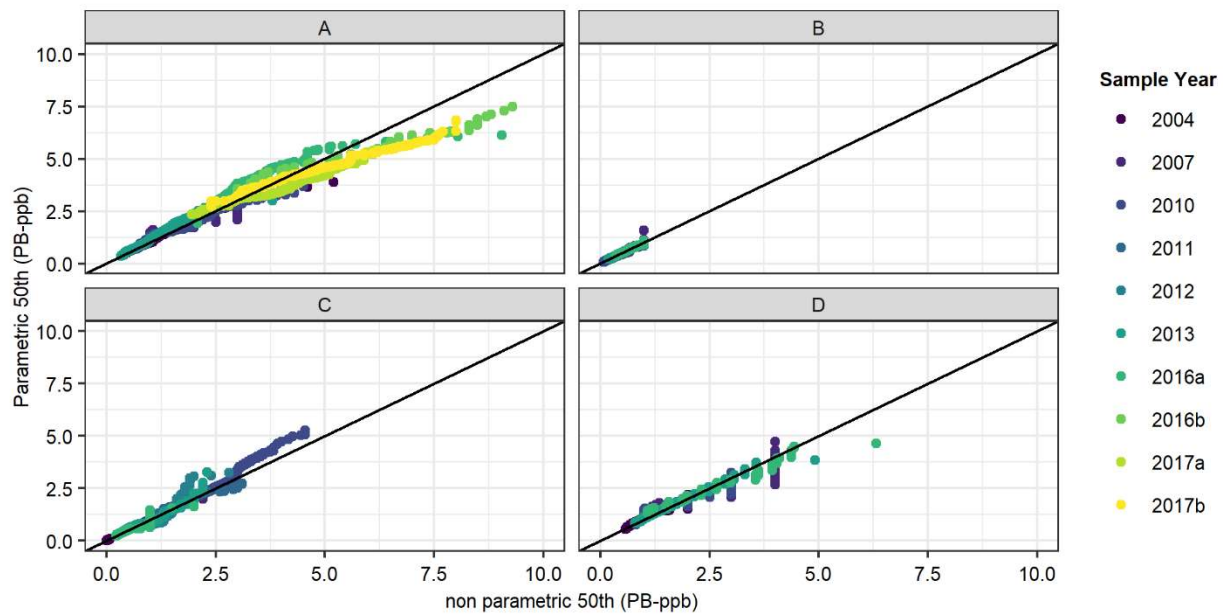 A
B
10.0
7.5
5.0
2.5
0.0
C
D
10.0
7.5
5.0
2.5
0.0
0.0 2.5 5.0 7.5 10.0
0.0 2.5 5.0 7.5 10.0
non parametric 50th (PB-ppb)
Parametric 50th (PB-ppb)
Sample Year
2004
2007
2010
2011
2012
2013
2016a
2016b
2017a
2017b